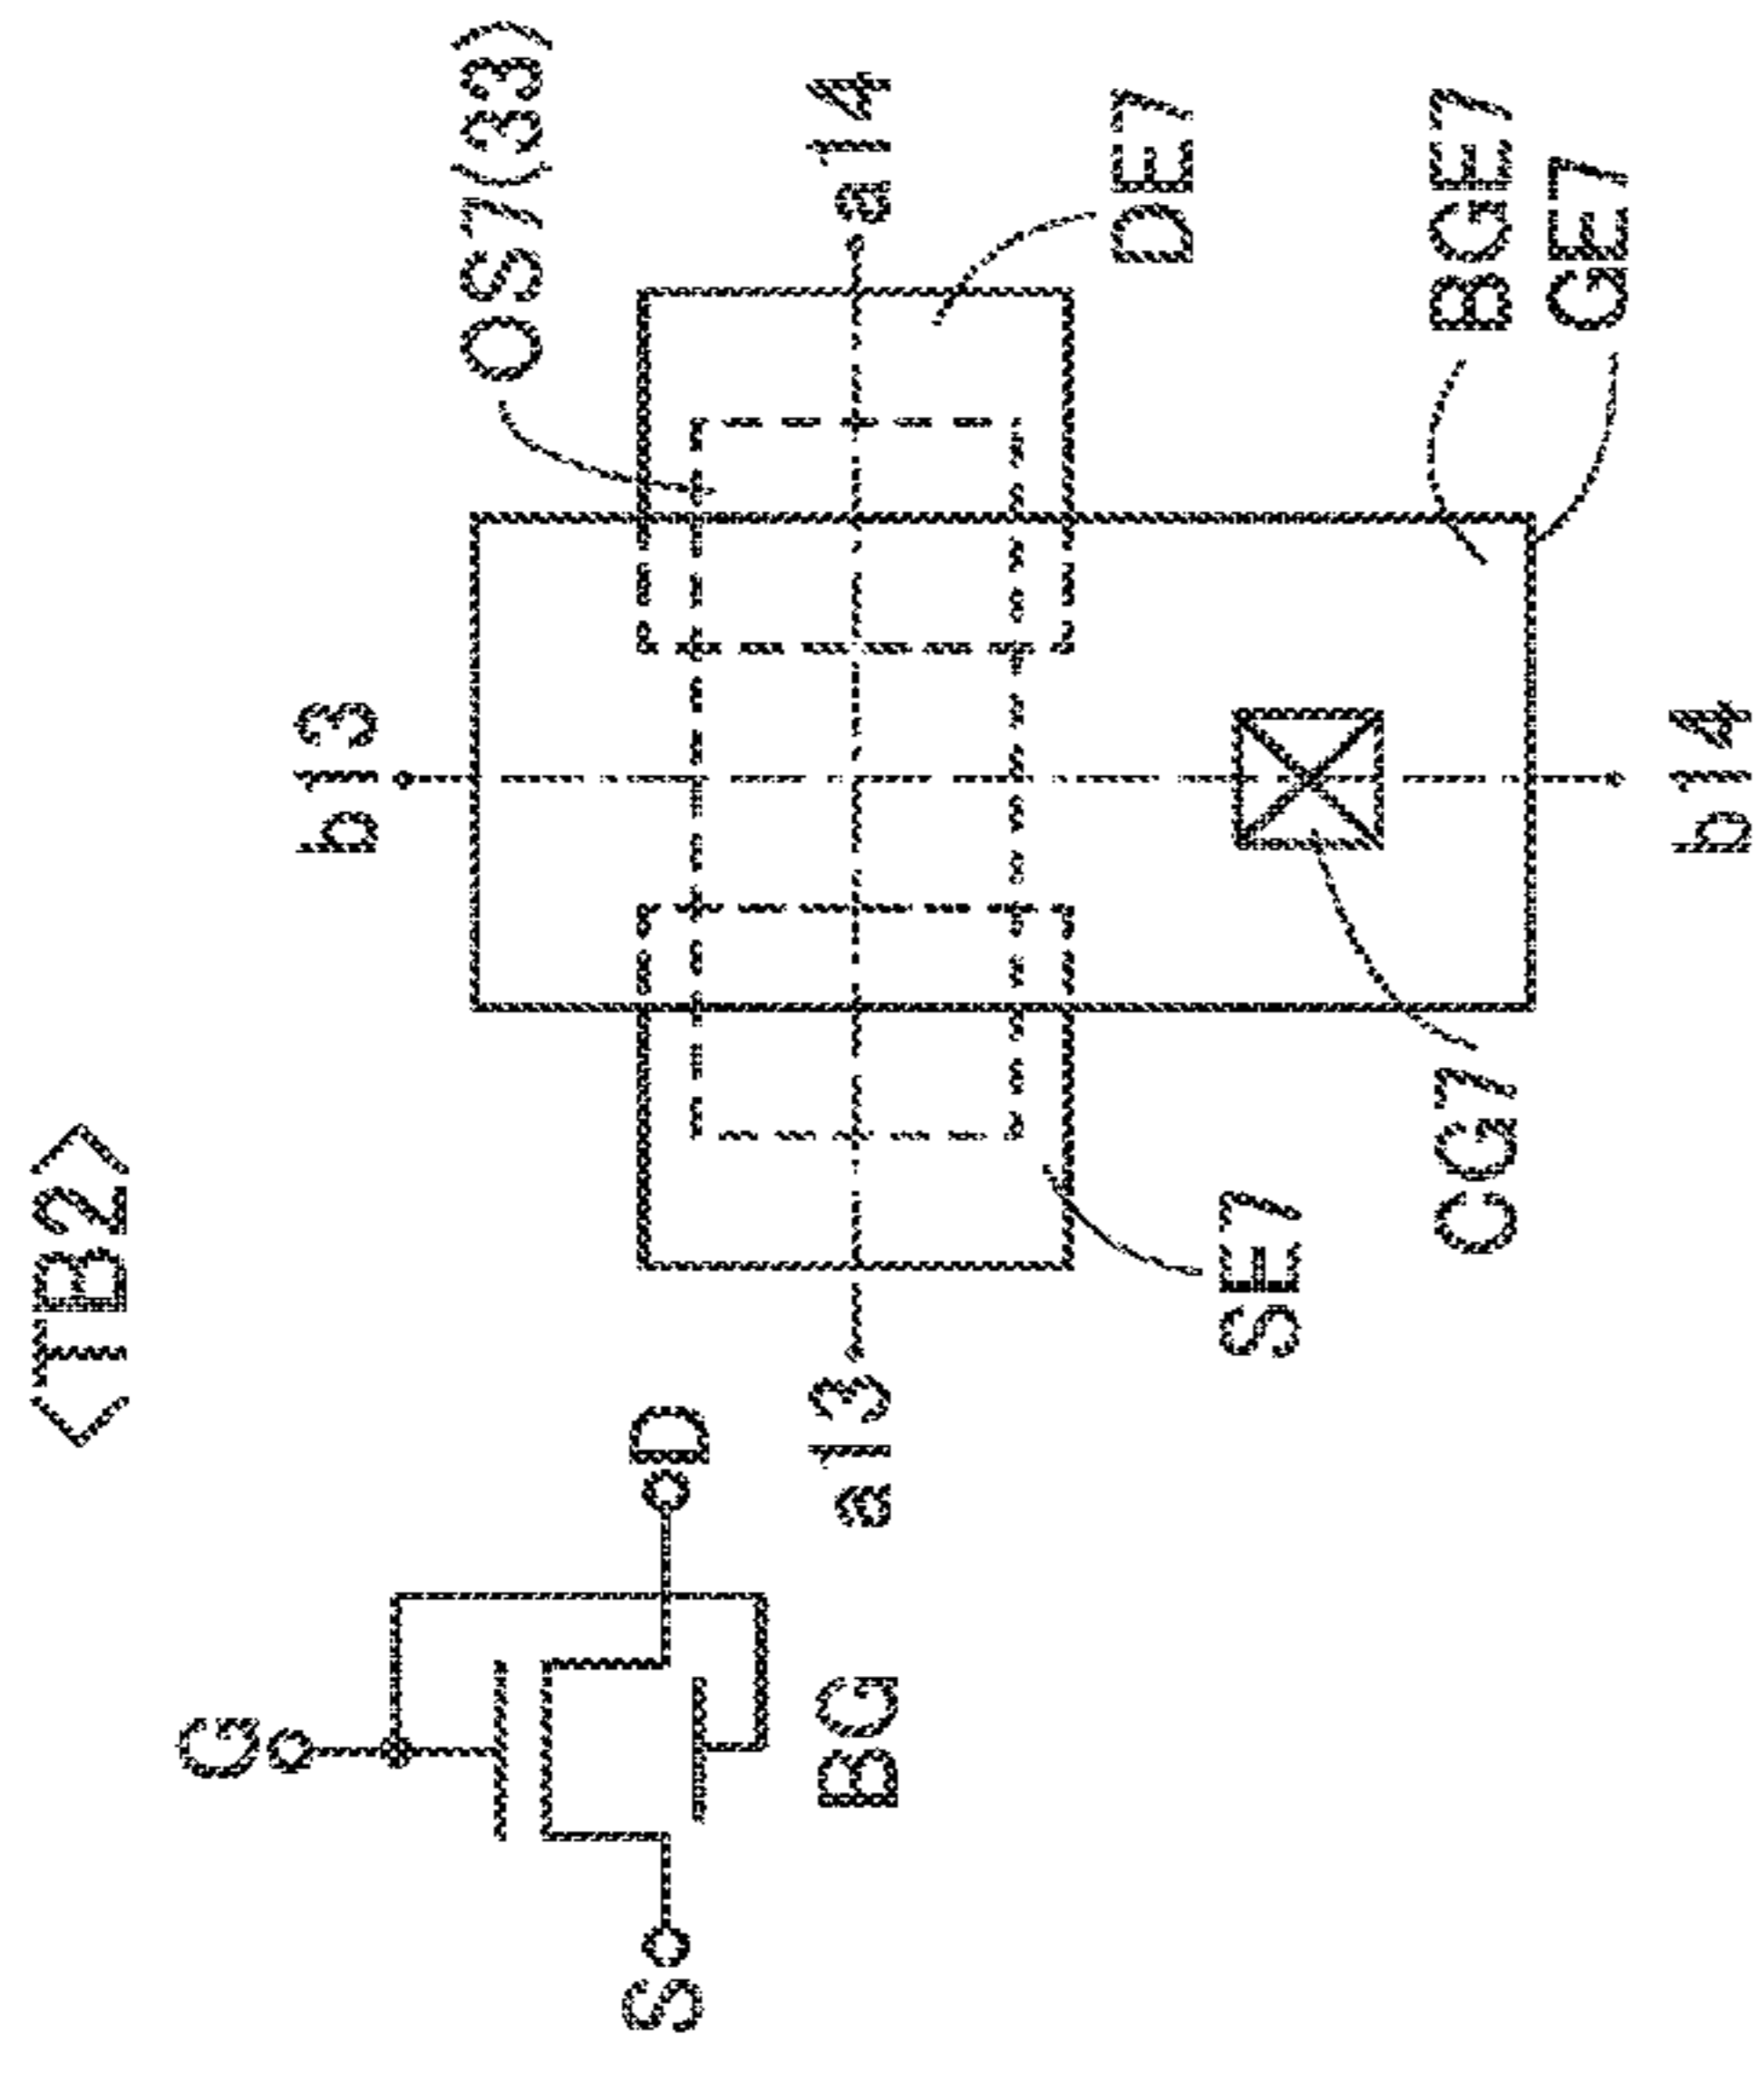 <TB2>
G
b13
OS7(33)
S
D
BG
a13
a14
DE7
SE7
CG7
BGE7
GE7
b14